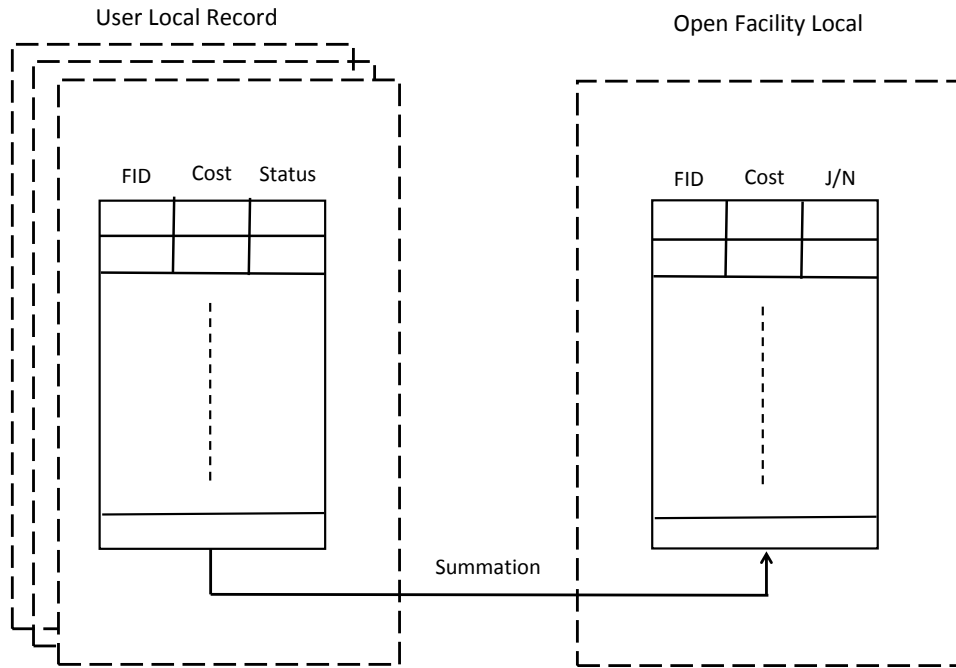 User Local Record
Open Facility Local
FID Cost Status
FID Cost J/N
Summation